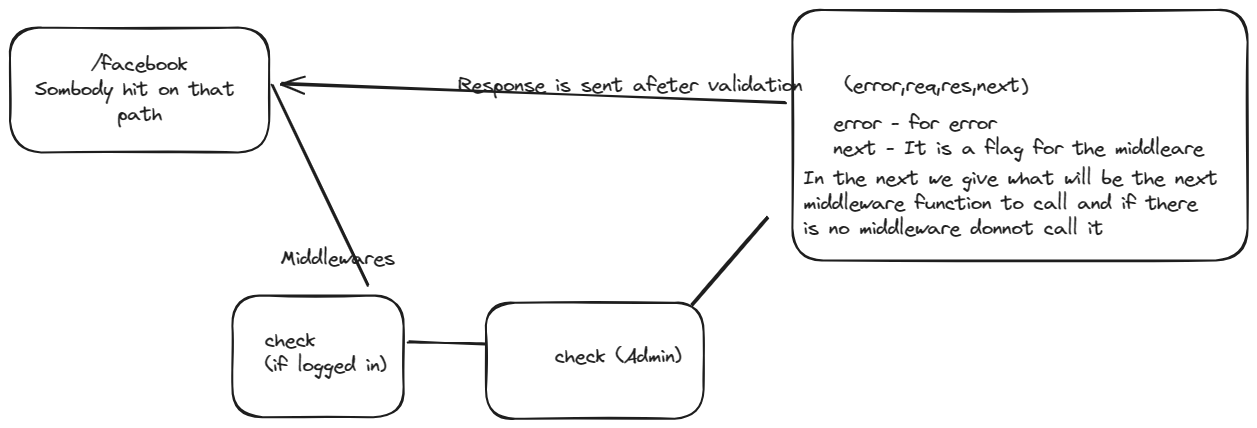 /facebook
Sombody hit on that
path
Response is sent afeter validation
(error,req,res,next)
error - for error
next - It is a flag for the middleare
In the next we give what will be the next
middleware function to call and if there
is no middleware donnot call it
Middlewares
check
(if logged in)
check (Admin)